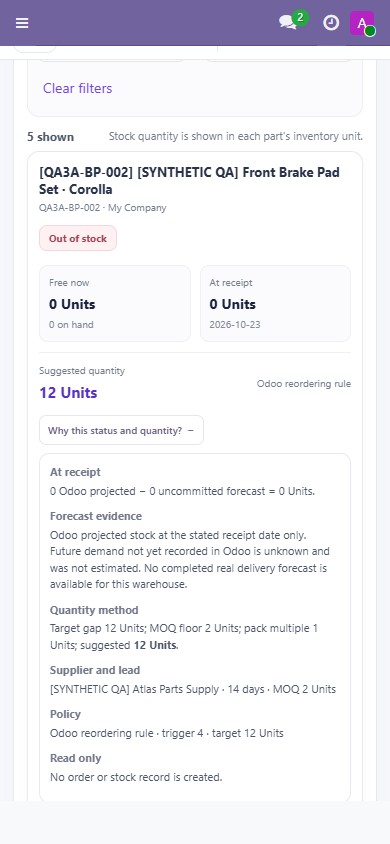 2
A
Clear filters
5 shown
Stock quantity is shown in each part's inventory unit.
[QA3A-BP-002] [SYNTHETIC QA] Front Brake Pad
Set · Corolla
QA3A-BP-002 · My Company
Out of stock
Free now
0 Units
0 on hand
At receipt
0 Units
2026-10-23
Suggested quantity
12 Units
Odoo reordering rule
Why this status and quantity? −
At receipt
0 Odoo projected − 0 uncommitted forecast = 0 Units.
Forecast evidence
Odoo projected stock at the stated receipt date only.
Future demand not yet recorded in Odoo is unknown and
was not estimated. No completed real delivery forecast is
available for this warehouse.
Quantity method
Target gap 12 Units; MOQ floor 2 Units; pack multiple 1
Units; suggested 12 Units.
Supplier and lead
[SYNTHETIC QA] Atlas Parts Supply · 14 days · MOQ 2 Units
Policy
Odoo reordering rule · trigger 4 · target 12 Units
Read only
No order or stock record is created.